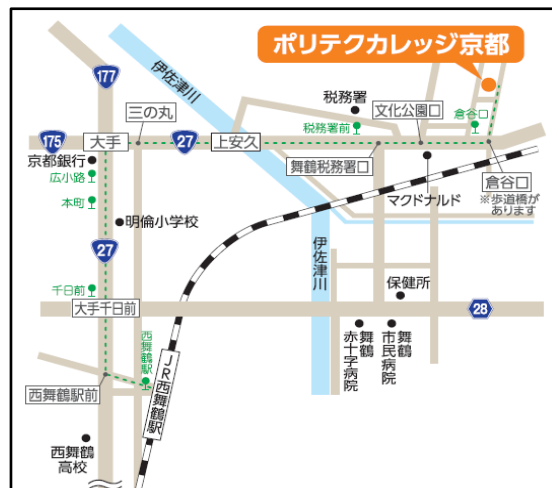 ポリテクカレッジ京都
177
伊佐津川
税務署
文化公園口
倉谷口
三の丸
税務署前
175
大手
27
上安久
京都銀行
広小路
舞鶴税務署口
マクドナルド
倉谷口
※歩道橋が
あります
本町
明倫小学校
27
伊佐津川
千日前
保健所
大手千日前
28
西舞鶴駅
JR西舞鶴駅
舞鶴
赤十字病院
舞鶴
市民病院
西舞鶴駅前
西舞鶴
高校